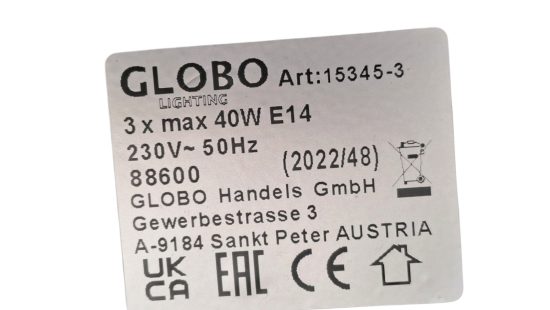 GLOBO Art:15345-3
LIGHTING
3 x max 40W E14
230V~ 50Hz
88600 (2022/48)
GLOBO Handels GmbH
Gewerbestrasse 3
A-9184 Sankt Peter AUSTRIA
UK CA EAC CE